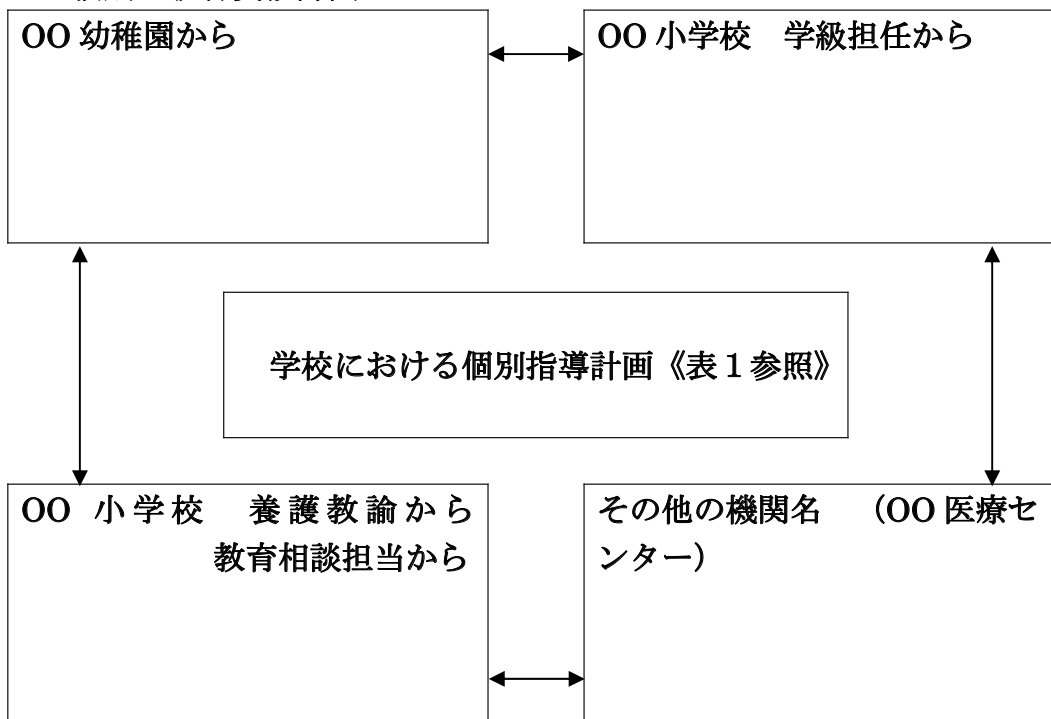 OO 幼稚園から
OO 小学校　学級担任から
学校における個別指導計画《表１参照》
OO 小学校　養護教諭から
教育相談担当から
その他の機関名　（OO 医療セ
ンター）